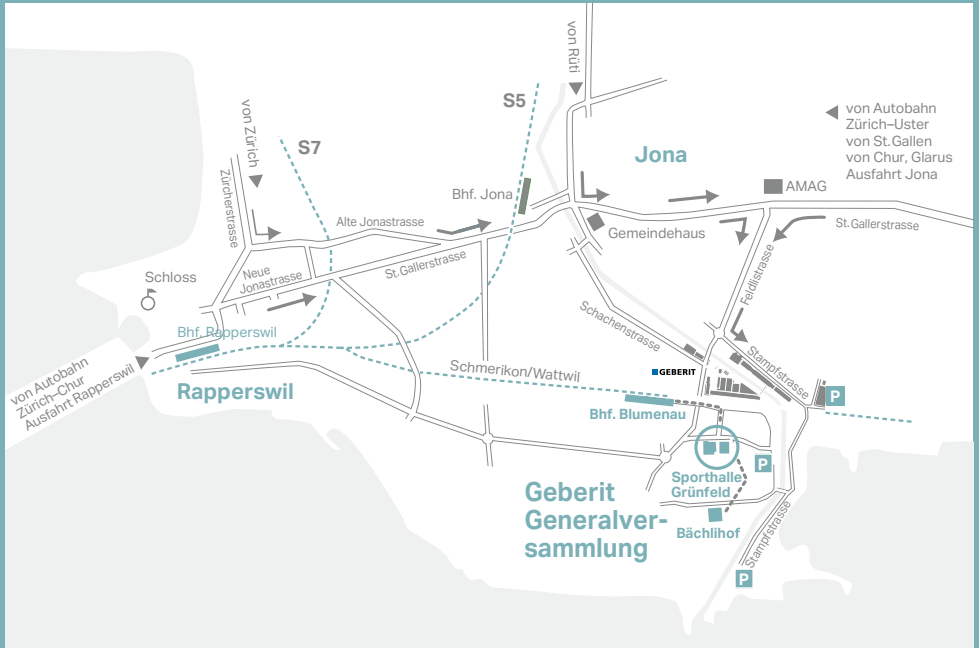 von Rüti
S5
von Zürich
S7
von Autobahn
Zürich–Uster
von St.Gallen
von Chur, Glarus
Ausfahrt Jona
Jona
Zürcherstrasse
Bhf. Jona
AMAG
Alte Jonastrasse
Gemeindehaus
St.Gallerstrasse
Neue
Jonastrasse
St.Gallerstrasse
Schloss
Feldlistrasse
Schachenstrasse
Bhf. Rapperswil
von Autobahn
Zürich–Chur
Ausfahrt Rapperswil
Rapperswil
Schmerikon/Wattwil
GEBERIT
Stampfstrasse
P
Bhf. Blumenau
P
Sporthalle
Grünfeld
Geberit
Generalver-
sammlung
Bächlihof
Stampfstrasse
P